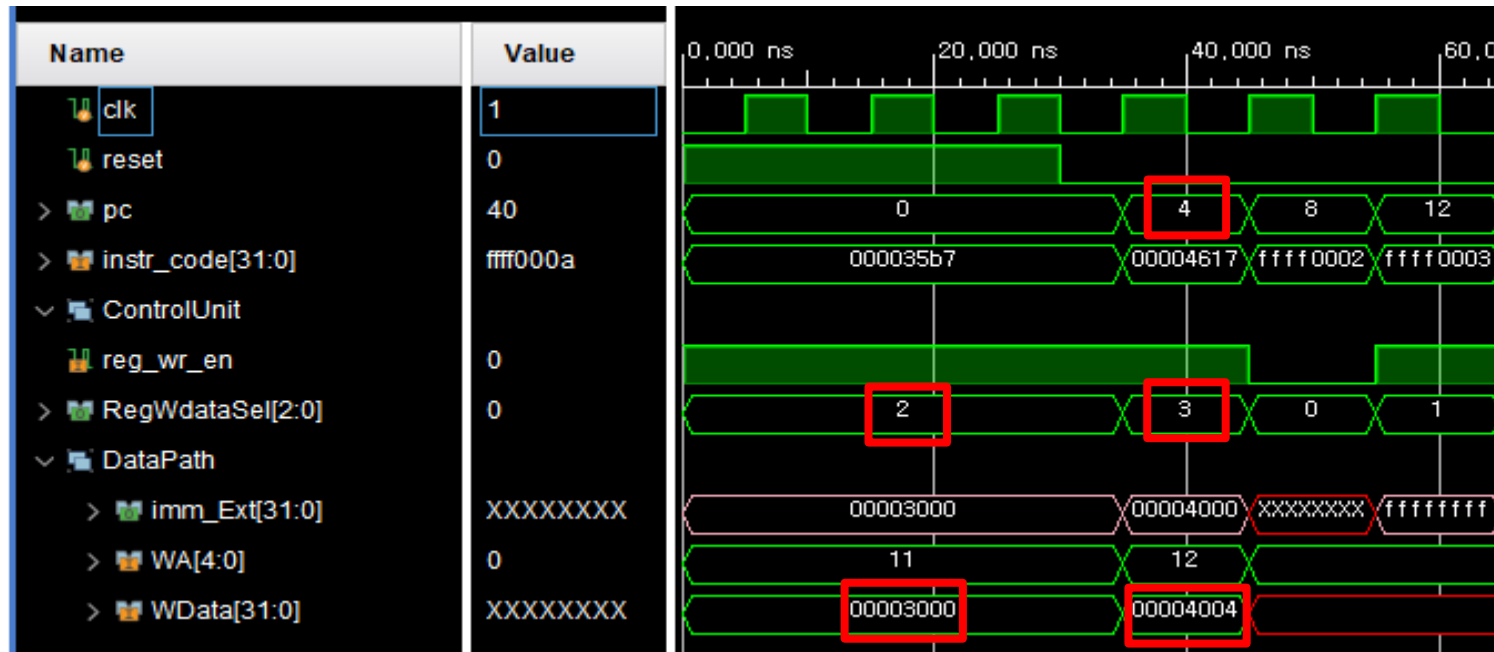 Name Value 0,000 ns 20,000 ns 40,000 ns 60,0
clk 1
reset 0
pc 40 0 4 8 12
instr_code[31:0] ffff000a 000035b7 00004617 ffff0002 ffff0003
ControlUnit
reg_wr_en 0
RegWdataSel[2:0] 0 2 3 0 1
DataPath
imm_Ext[31:0] XXXXXXXX 00003000 00004000 XXXXXXXX ffffffff
WA[4:0] 0 11 12
WData[31:0] XXXXXXXX 00003000 00004004